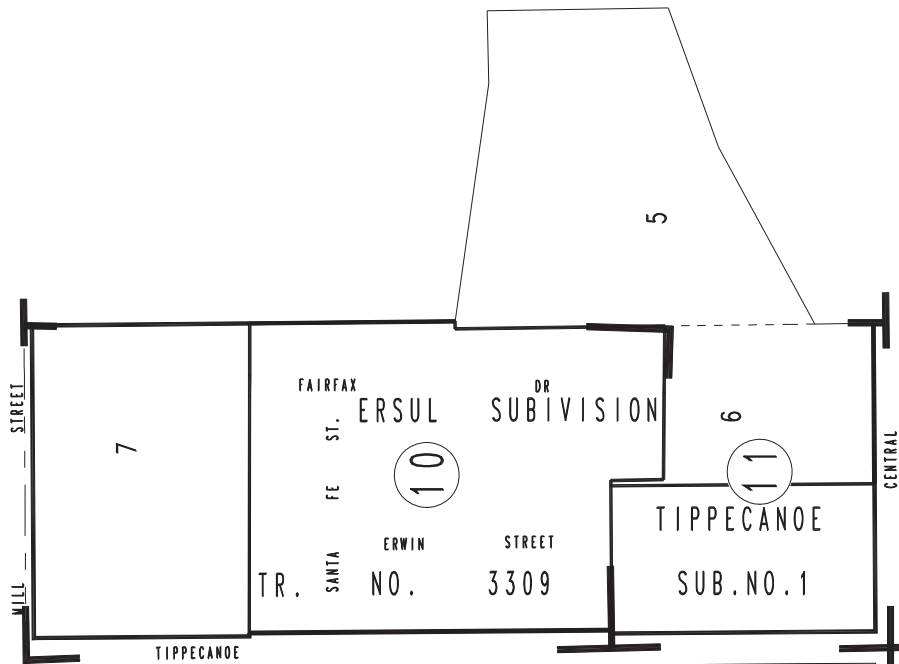 5
FAIRFAX DR
STREET
ERSUL SUBIVISION
6
ST.
7
CENTRAL
10
11
FE
TIPPECANOE
ERWIN STREET
SANTA
TR. NO. 3309
SUB.NO.1
MILL
TIPPECANOE